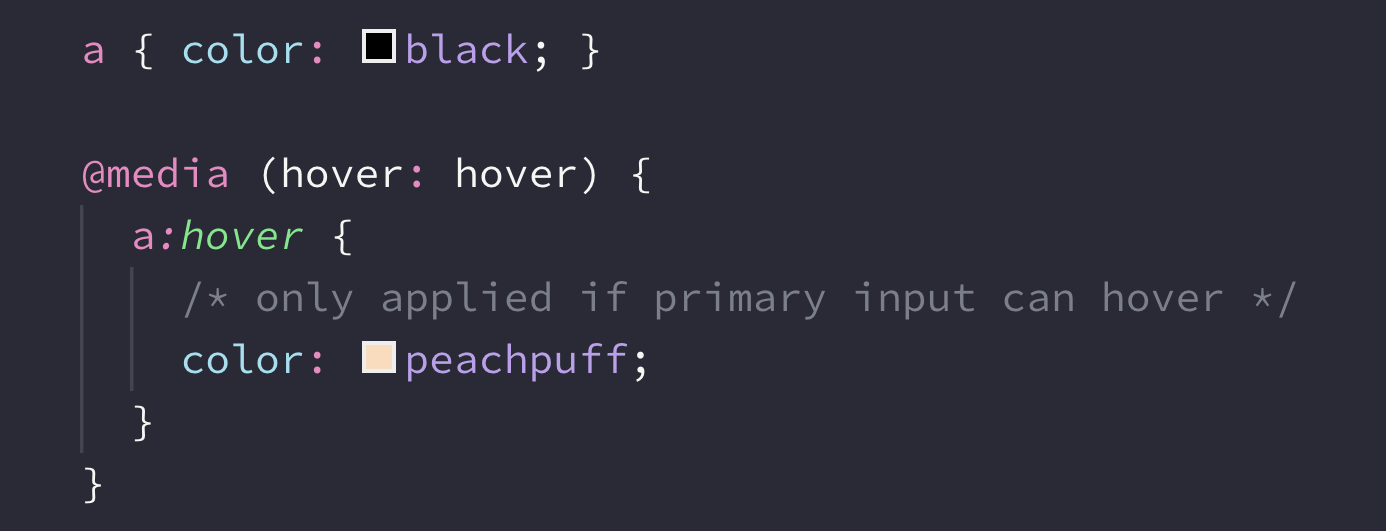 a { color: black; }
@media (hover: hover) {
a:hover {
/* only applied if primary input can hover */
color: peachpuff;
}
}